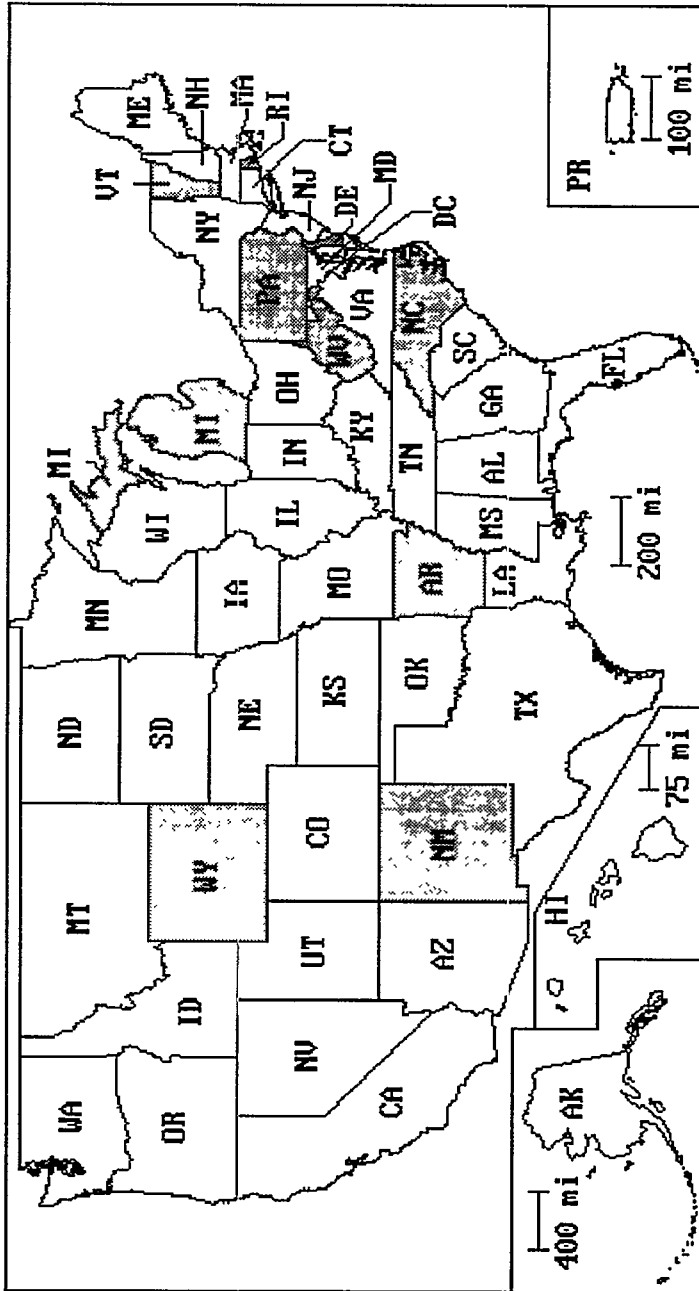 WA
MT
ND
MN
MI
VT
ME
NH
MA
RI
CT
NY
OR
ID
WY
SD
WI
MI
PA
NJ
DE
MD
DC
NV
UT
CO
NE
IA
IL
IN
OH
WV
VA
CA
AZ
NM
KS
MO
KY
NC
OK
AR
TN
SC
TX
LA
MS
AL
GA
FL
AK
HI
PR
400 mi
75 mi
200 mi
100 mi